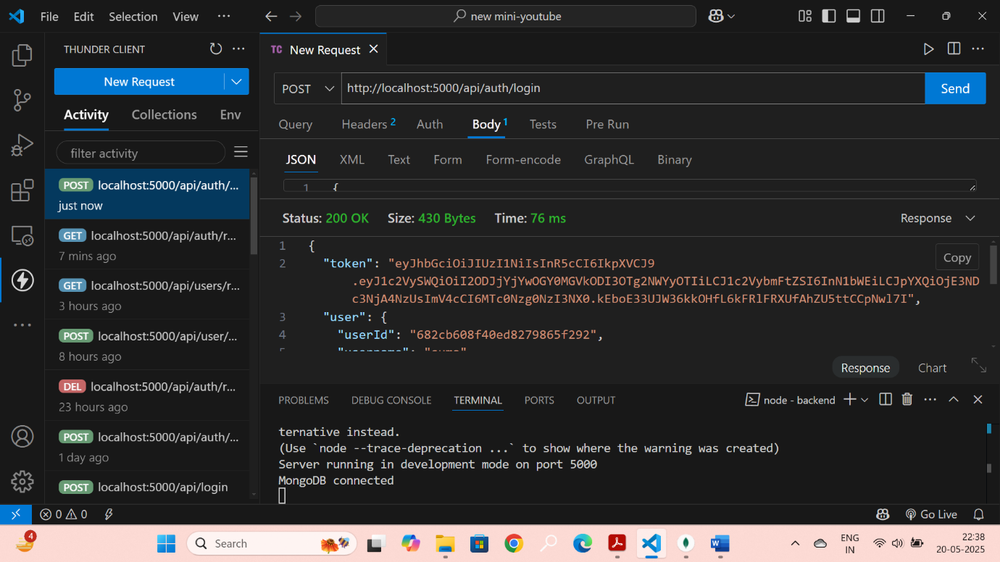 File Edit Selection View ··· new mini-youtube
THUNDER CLIENT ···
New Request
Activity Collections Env
filter activity
POST localhost:5000/api/auth/...
just now
GET localhost:5000/api/auth/r...
7 mins ago
GET localhost:5000/api/users/r...
3 hours ago
POST localhost:5000/api/user/...
8 hours ago
DEL localhost:5000/api/auth/r...
23 hours ago
POST localhost:5000/api/auth/...
1 day ago
POST localhost:5000/api/login
TC New Request
POST http://localhost:5000/api/auth/login Send
Query Headers 2 Auth Body 1 Tests Pre Run
JSON XML Text Form Form-encode GraphQL Binary
1 {
Status: 200 OK Size: 430 Bytes Time: 76 ms Response
1 {
Copy
2 "token": "eyJhbGciOiJIUzI1NiIsInR5cCI6IkpXVCJ9
.eyJ1c2VySWQiOiI2ODJjYjYwOGY0MGVkODI3OTg2NWYyOTIiLCJ1c2VybmFtZSI6InN1bWEiLCJpYXQiOjE3ND
c3NjA4NzUsImV4cCI6MTc0Nzg0NzI3NX0.kEboE33UJW36kkOHfL6kFRlFRXUfAhZU5ttCCpNwl7I",
3 "user": {
4 "userId": "682cb608f40ed8279865f292",
Response Chart
PROBLEMS DEBUG CONSOLE TERMINAL PORTS OUTPUT node - backend
ternative instead.
(Use `node --trace-deprecation ...` to show where the warning was created)
Server running in development mode on port 5000
MongoDB connected
0 0 Go Live
4 Search ENG
IN
22:38
20-05-2025